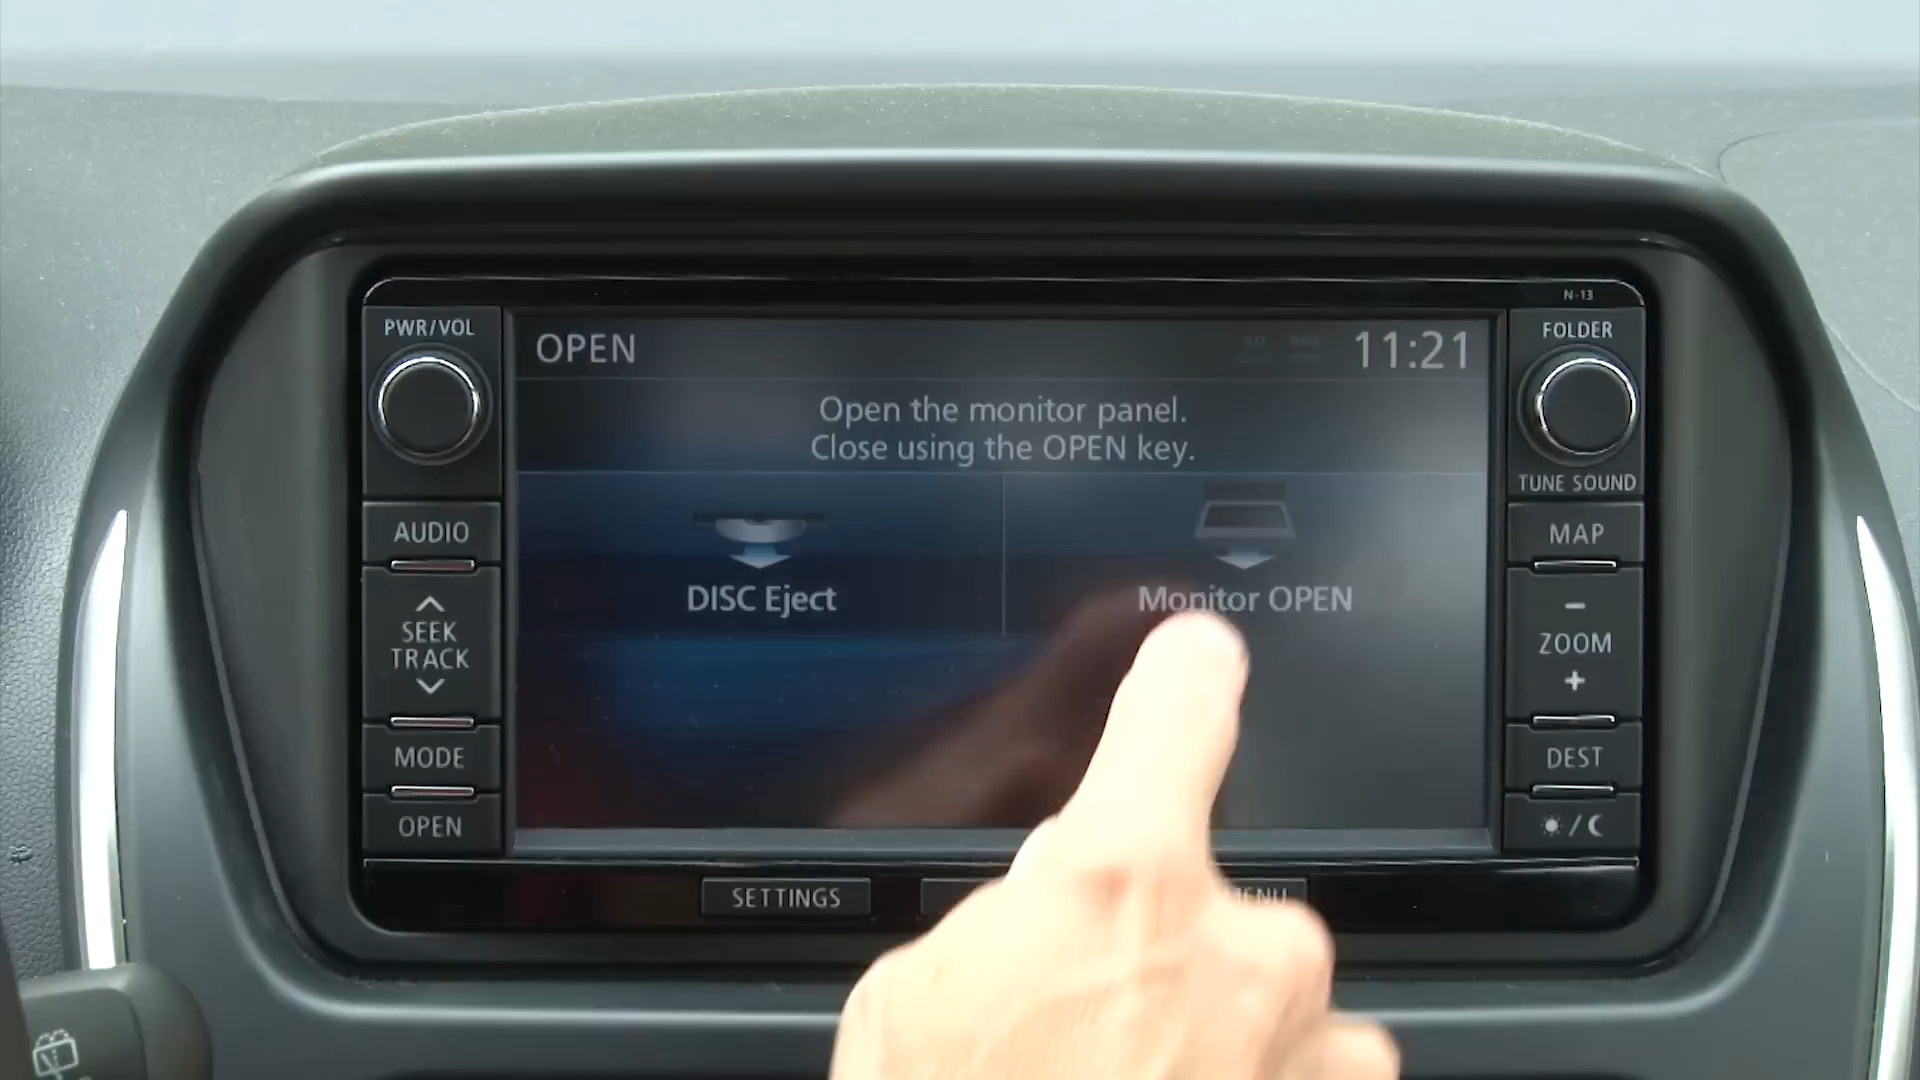 N-13
PWR/VOL
FOLDER
OPEN
11:21
Open the monitor panel.
Close using the OPEN key.
TUNE SOUND
AUDIO
MAP
DISC Eject
Monitor OPEN
SEEK
TRACK
ZOOM
MODE
DEST
OPEN
SETTINGS
MENU